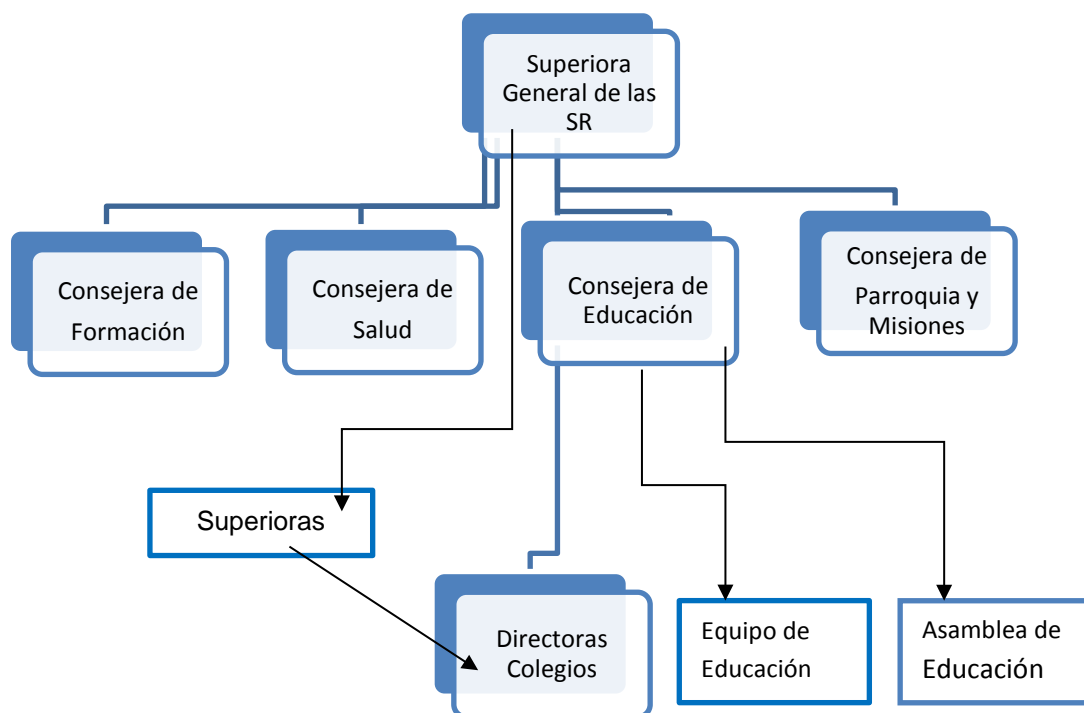 Superiora
General de las
SR
Consejera de
Formación
Consejera de
Salud
Consejera de
Educación
Consejera de
Parroquia y
Misiones
Superioras
Directoras
Colegios
Equipo de
Educación
Asamblea de
Educación